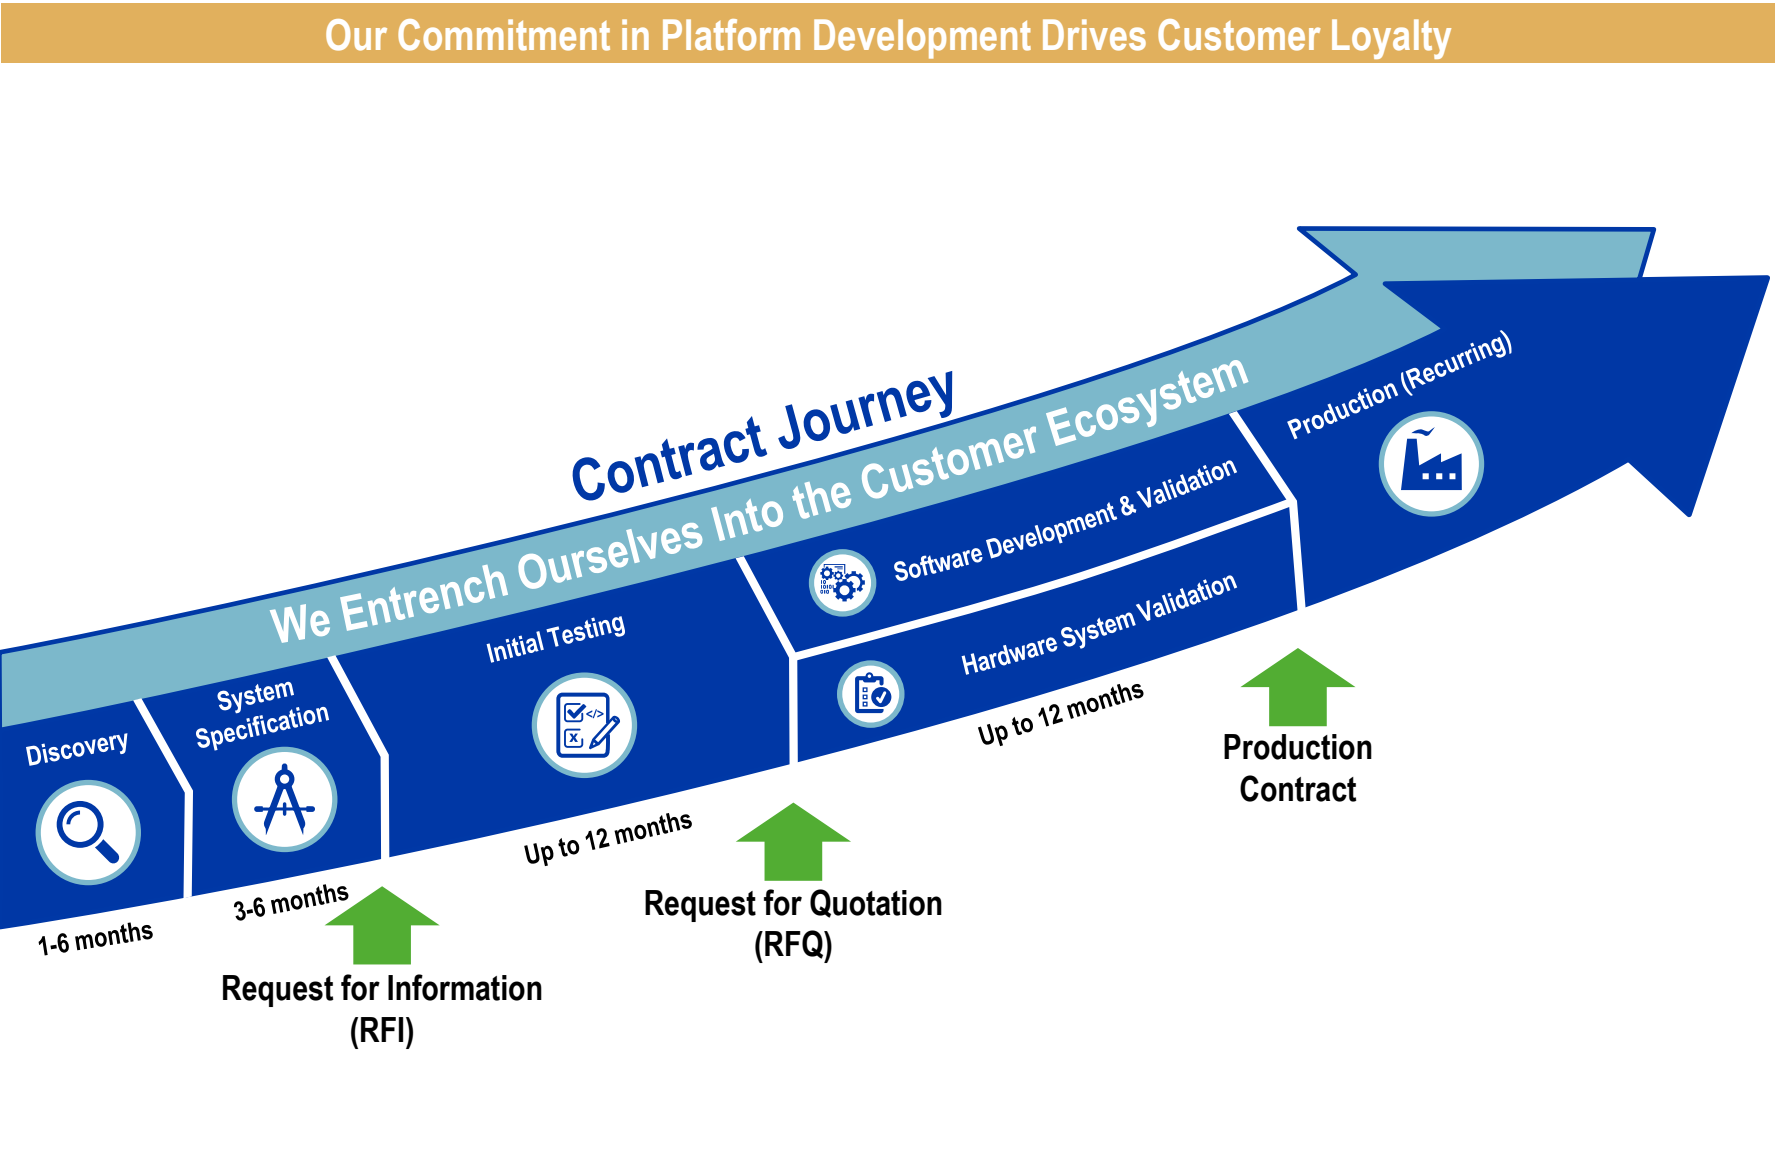 Our Commitment in Platform Development Drives Customer Loyalty
Contract Journey
We Entrench Ourselves Into the Customer Ecosystem
Discovery
1-6 months
System
Specification
3-6 months
Request for Information
(RFI)
Initial Testing
Up to 12 months
Request for Quotation
(RFQ)
Software Development & Validation
Hardware System Validation
Up to 12 months
Production
Contract
Production (Recurring)